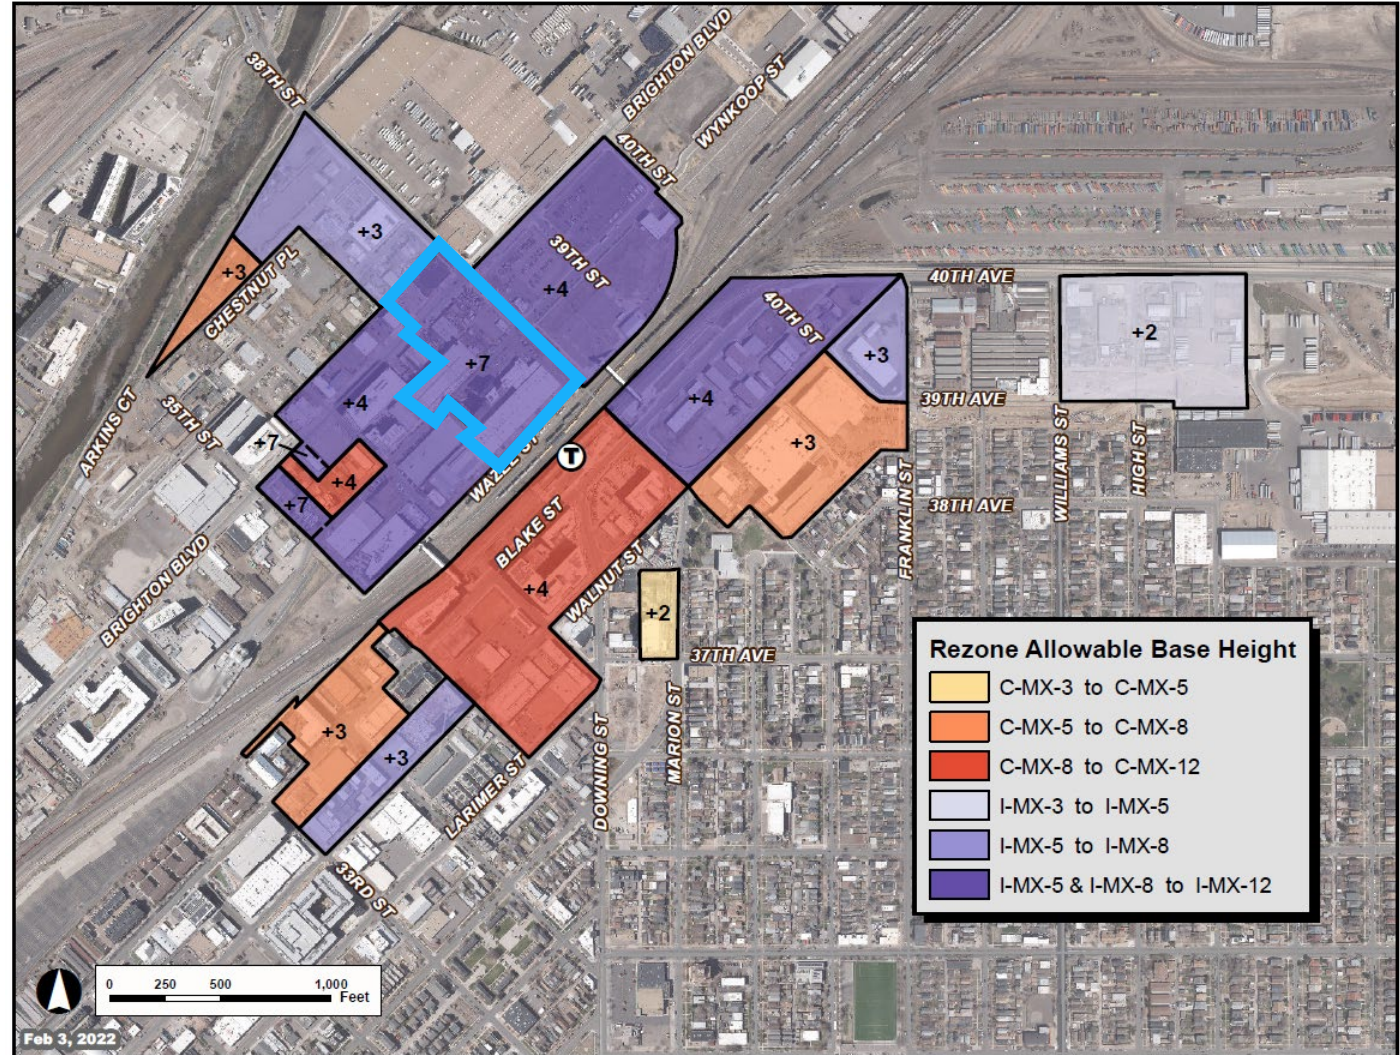 38TH ST
BRIGHTON BLVD
WYNKOOP ST
40TH ST
+3
39TH ST
+4
+3
CHESTNUT PL
40TH AVE
40TH ST
+2
+3
+7
+4
+4
39TH AVE
ARKINS CT
35TH ST
+7
+4
+7
WAZEE ST
T
+3
WILLIAMS ST
HIGH ST
38TH AVE
FRANKLIN ST
BLAKE ST
BRIGHTON BLVD
+4
WALNUT ST
+2
37TH AVE
MARION ST
DOWNING ST
+3
+3
LARIMER ST
33RD ST
Rezone Allowable Base Height
C-MX-3 to C-MX-5
C-MX-5 to C-MX-8
C-MX-8 to C-MX-12
I-MX-3 to I-MX-5
I-MX-5 to I-MX-8
I-MX-5 & I-MX-8 to I-MX-12
0 250 500 1,000
Feet
Feb 3, 2022